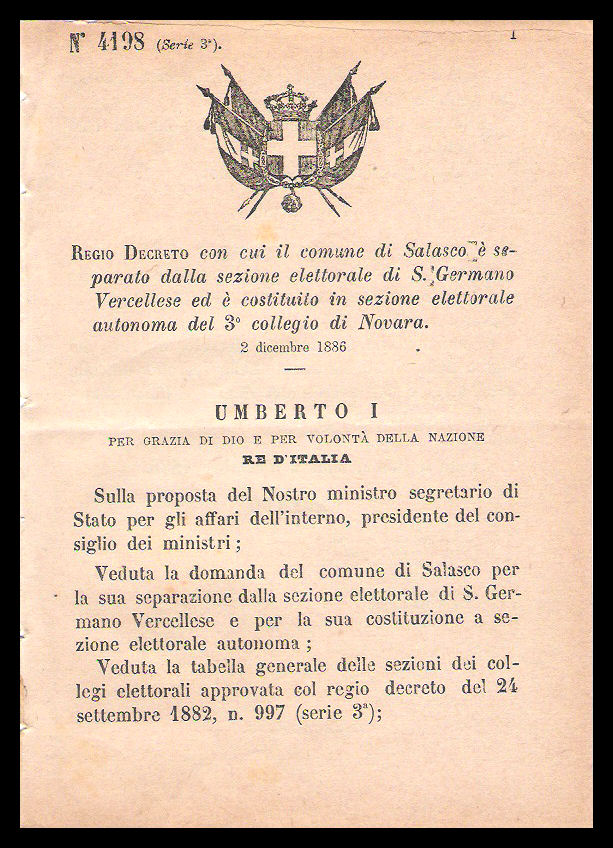 N° 4198 (Serie 3ª).
1
REGIO DECRETO con cui il comune di Salasco è se-
parato dalla sezione elettorale di S. Germano
Vercellese ed è costituito in sezione elettorale
autonoma del 3° collegio di Novara.
2 dicembre 1886
UMBERTO I
PER GRAZIA DI DIO E PER VOLONTÀ DELLA NAZIONE
RE D'ITALIA
Sulla proposta del Nostro ministro segretario di
Stato per gli affari dell'interno, presidente del con-
siglio dei ministri;
Veduta la domanda del comune di Salasco per
la sua separazione dalla sezione elettorale di S. Ger-
mano Vercellese e per la sua costituzione a se-
zione elettorale autonoma;
Veduta la tabella generale delle sezioni dei col-
legi elettorali approvata col regio decreto del 24
settembre 1882, n. 997 (serie 3ª);